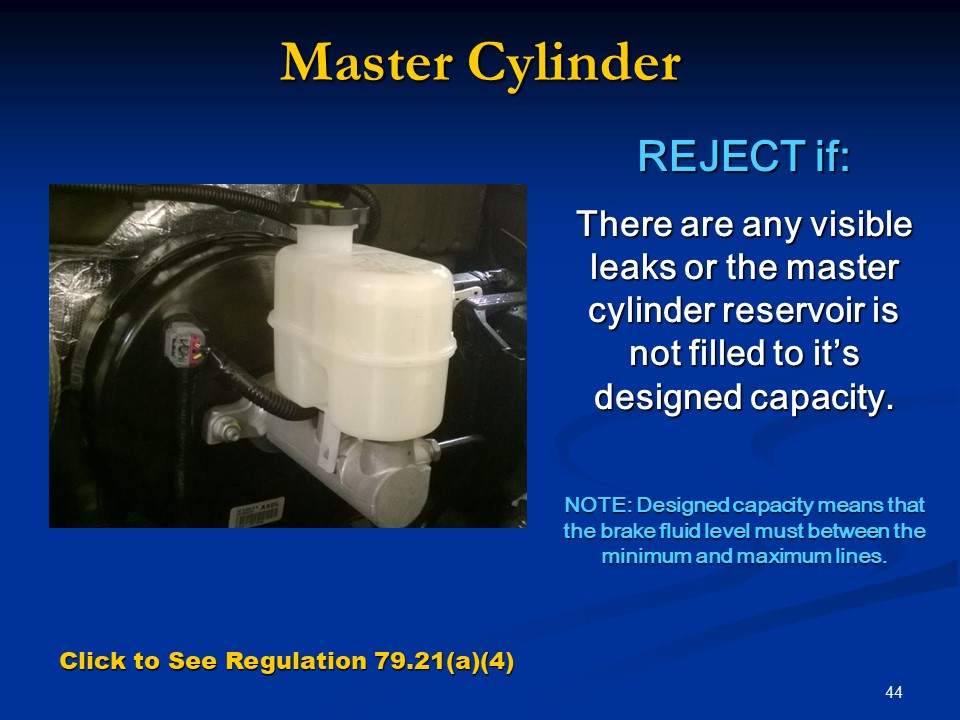 Master Cylinder
REJECT if:
There are any visible
leaks or the master
cylinder reservoir is
not filled to it’s
designed capacity.
NOTE: Designed capacity means that
the brake fluid level must between the
minimum and maximum lines.
Click to See Regulation 79.21(a)(4)
44